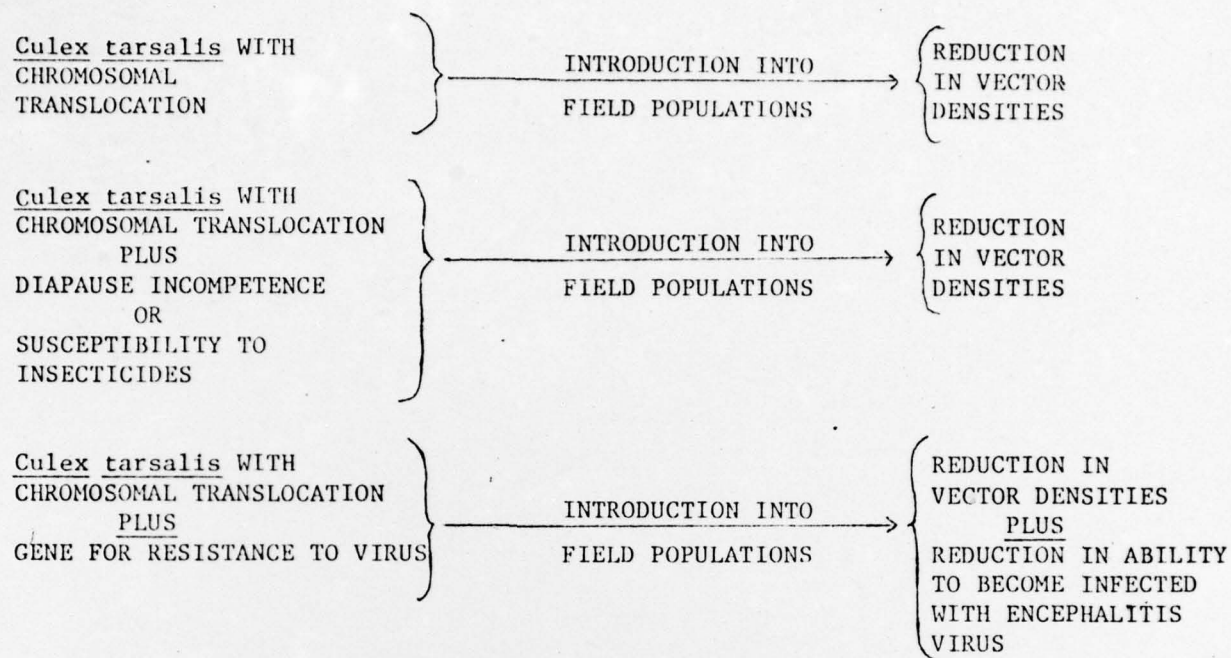 Culex tarsalis WITH
CHROMOSOMAL
TRANSLOCATION
INTRODUCTION INTO
FIELD POPULATIONS
REDUCTION
IN VECTOR
DENSITIES
Culex tarsalis WITH
CHROMOSOMAL TRANSLOCATION
PLUS
DIAPAUSE INCOMPETENCE
OR
SUSCEPTIBILITY TO
INSECTICIDES
INTRODUCTION INTO
FIELD POPULATIONS
REDUCTION
IN VECTOR
DENSITIES
Culex tarsalis WITH
CHROMOSOMAL TRANSLOCATION
PLUS
GENE FOR RESISTANCE TO VIRUS
INTRODUCTION INTO
FIELD POPULATIONS
REDUCTION IN
VECTOR DENSITIES
PLUS
REDUCTION IN ABILITY
TO BECOME INFECTED
WITH ENCEPHALITIS
VIRUS